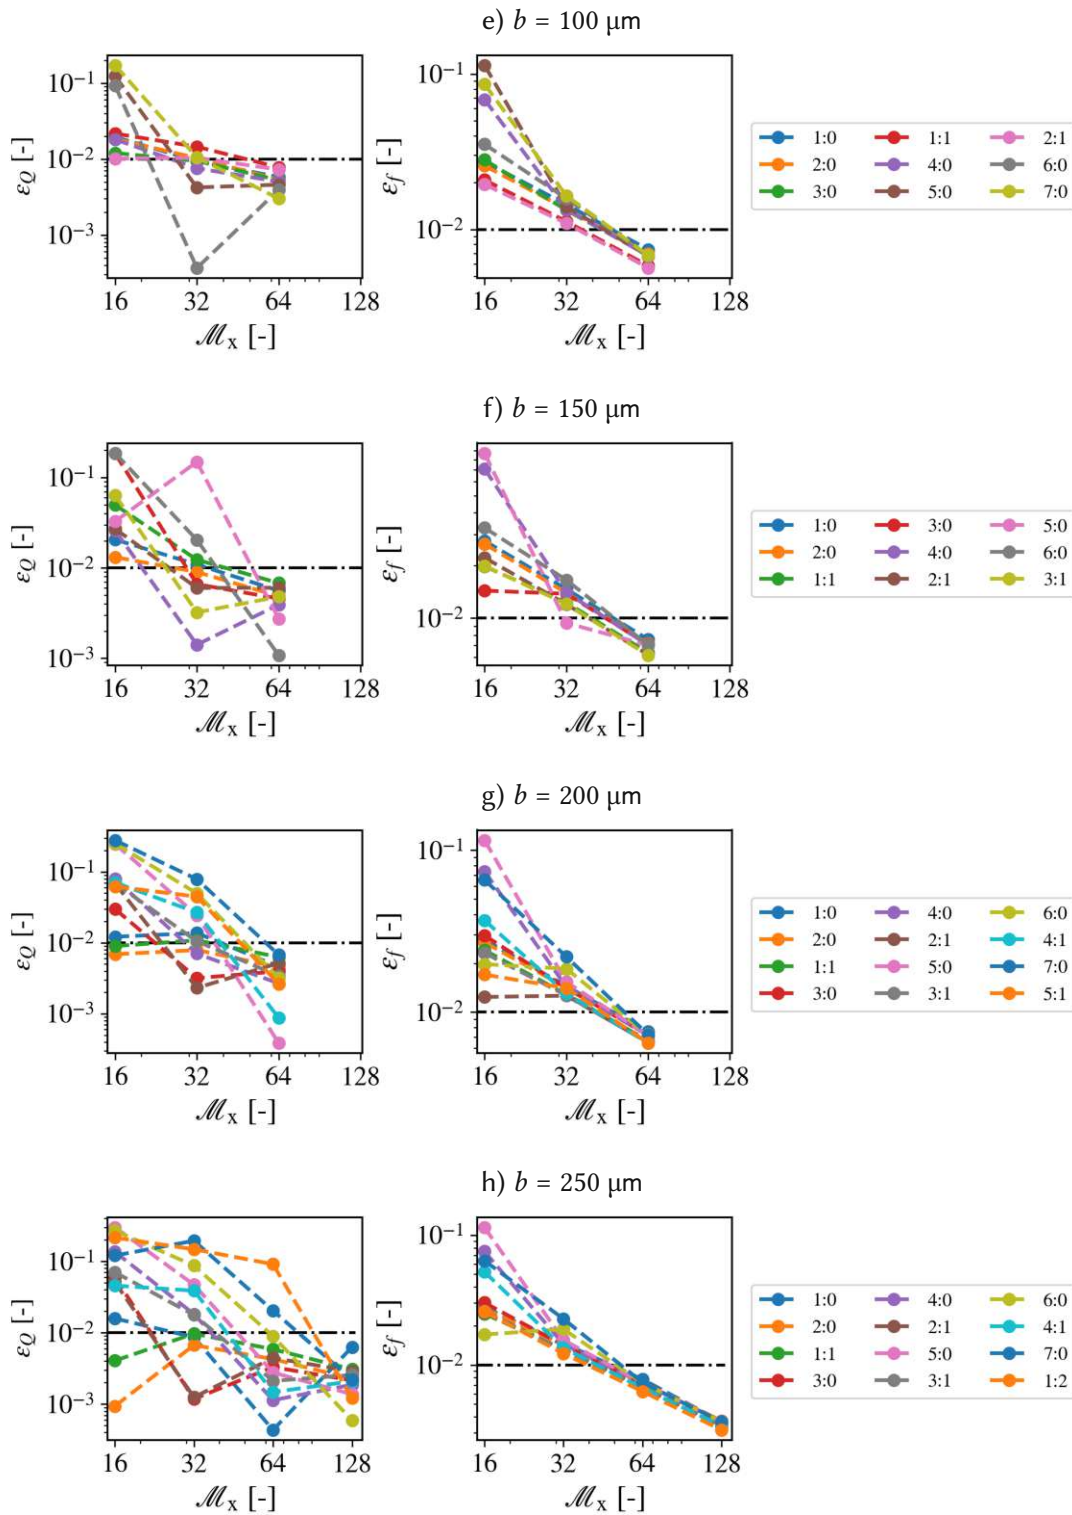 e) b = 100 μm
10⁻¹
10⁻²
10⁻³
ε_Q [-]
16 32 64 128
ℳ_x [-]
10⁻¹
10⁻²
ε_f [-]
16 32 64 128
ℳ_x [-]
1:0 1:1 2:1
2:0 4:0 6:0
3:0 5:0 7:0
f) b = 150 μm
10⁻¹
10⁻²
10⁻³
ε_Q [-]
16 32 64 128
ℳ_x [-]
10⁻²
ε_f [-]
16 32 64 128
ℳ_x [-]
1:0 3:0 5:0
2:0 4:0 6:0
1:1 2:1 3:1
g) b = 200 μm
10⁻¹
10⁻²
10⁻³
ε_Q [-]
16 32 64 128
ℳ_x [-]
10⁻¹
10⁻²
ε_f [-]
16 32 64 128
ℳ_x [-]
1:0 4:0 6:0
2:0 2:1 4:1
1:1 5:0 7:0
3:0 3:1 5:1
h) b = 250 μm
10⁻¹
10⁻²
10⁻³
ε_Q [-]
16 32 64 128
ℳ_x [-]
10⁻¹
10⁻²
ε_f [-]
16 32 64 128
ℳ_x [-]
1:0 4:0 6:0
2:0 2:1 4:1
1:1 5:0 7:0
3:0 3:1 1:2